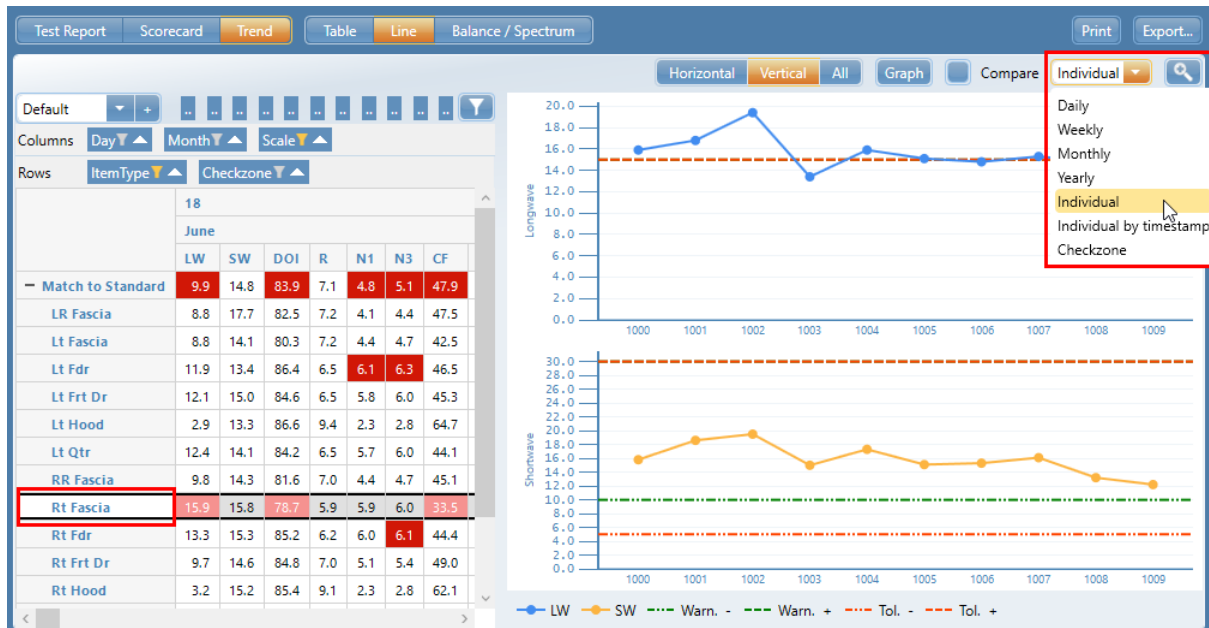 Test Report Scorecard Trend Table Line Balance / Spectrum Print Export...
Horizontal Vertical All Graph Compare Individual
Default + .. .. .. .. .. .. .. .. .. .. ..
Columns Day Month Scale
Rows ItemType Checkzone
18
June
LW SW DOI R N1 N3 CF
− Match to Standard 9.9 14.8 83.9 7.1 4.8 5.1 47.9
LR Fascia 8.8 17.7 82.5 7.2 4.1 4.4 47.5
Lt Fascia 8.8 14.1 80.3 7.2 4.4 4.7 42.5
Lt Fdr 11.9 13.4 86.4 6.5 6.1 6.3 46.5
Lt Frt Dr 12.1 15.0 84.6 6.5 5.8 6.0 45.3
Lt Hood 2.9 13.3 86.6 9.4 2.3 2.8 64.7
Lt Qtr 12.4 14.1 84.2 6.5 5.7 6.0 44.1
RR Fascia 9.8 14.3 81.6 7.0 4.4 4.7 45.1
Rt Fascia 15.9 15.8 78.7 5.9 5.9 6.0 33.5
Rt Fdr 13.3 15.3 85.2 6.2 6.0 6.1 44.4
Rt Frt Dr 9.7 14.6 84.8 7.0 5.1 5.4 49.0
Rt Hood 3.2 15.2 85.4 9.1 2.3 2.8 62.1
Daily
Weekly
Monthly
Yearly
Individual
Individual by timestamp
Checkzone
Longwave
20.0
18.0
16.0
14.0
12.0
10.0
8.0
6.0
4.0
2.0
0.0
1000 1001 1002 1003 1004 1005 1006 1007 1008 1009
Shortwave
30.0
28.0
26.0
24.0
22.0
20.0
18.0
16.0
14.0
12.0
10.0
8.0
6.0
4.0
2.0
0.0
1000 1001 1002 1003 1004 1005 1006 1007 1008 1009
LW SW Warn. - Warn. + Tol. - Tol. +